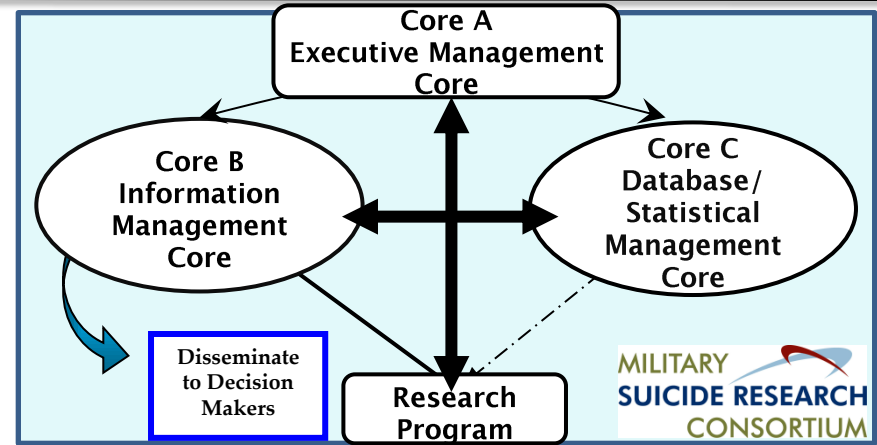 Core A
Executive Management
Core
Core B
Information
Management
Core
Core C
Database/
Statistical
Management
Core
Disseminate
to Decision
Makers
Research
Program
MILITARY
SUICIDE RESEARCH
CONSORTIUM